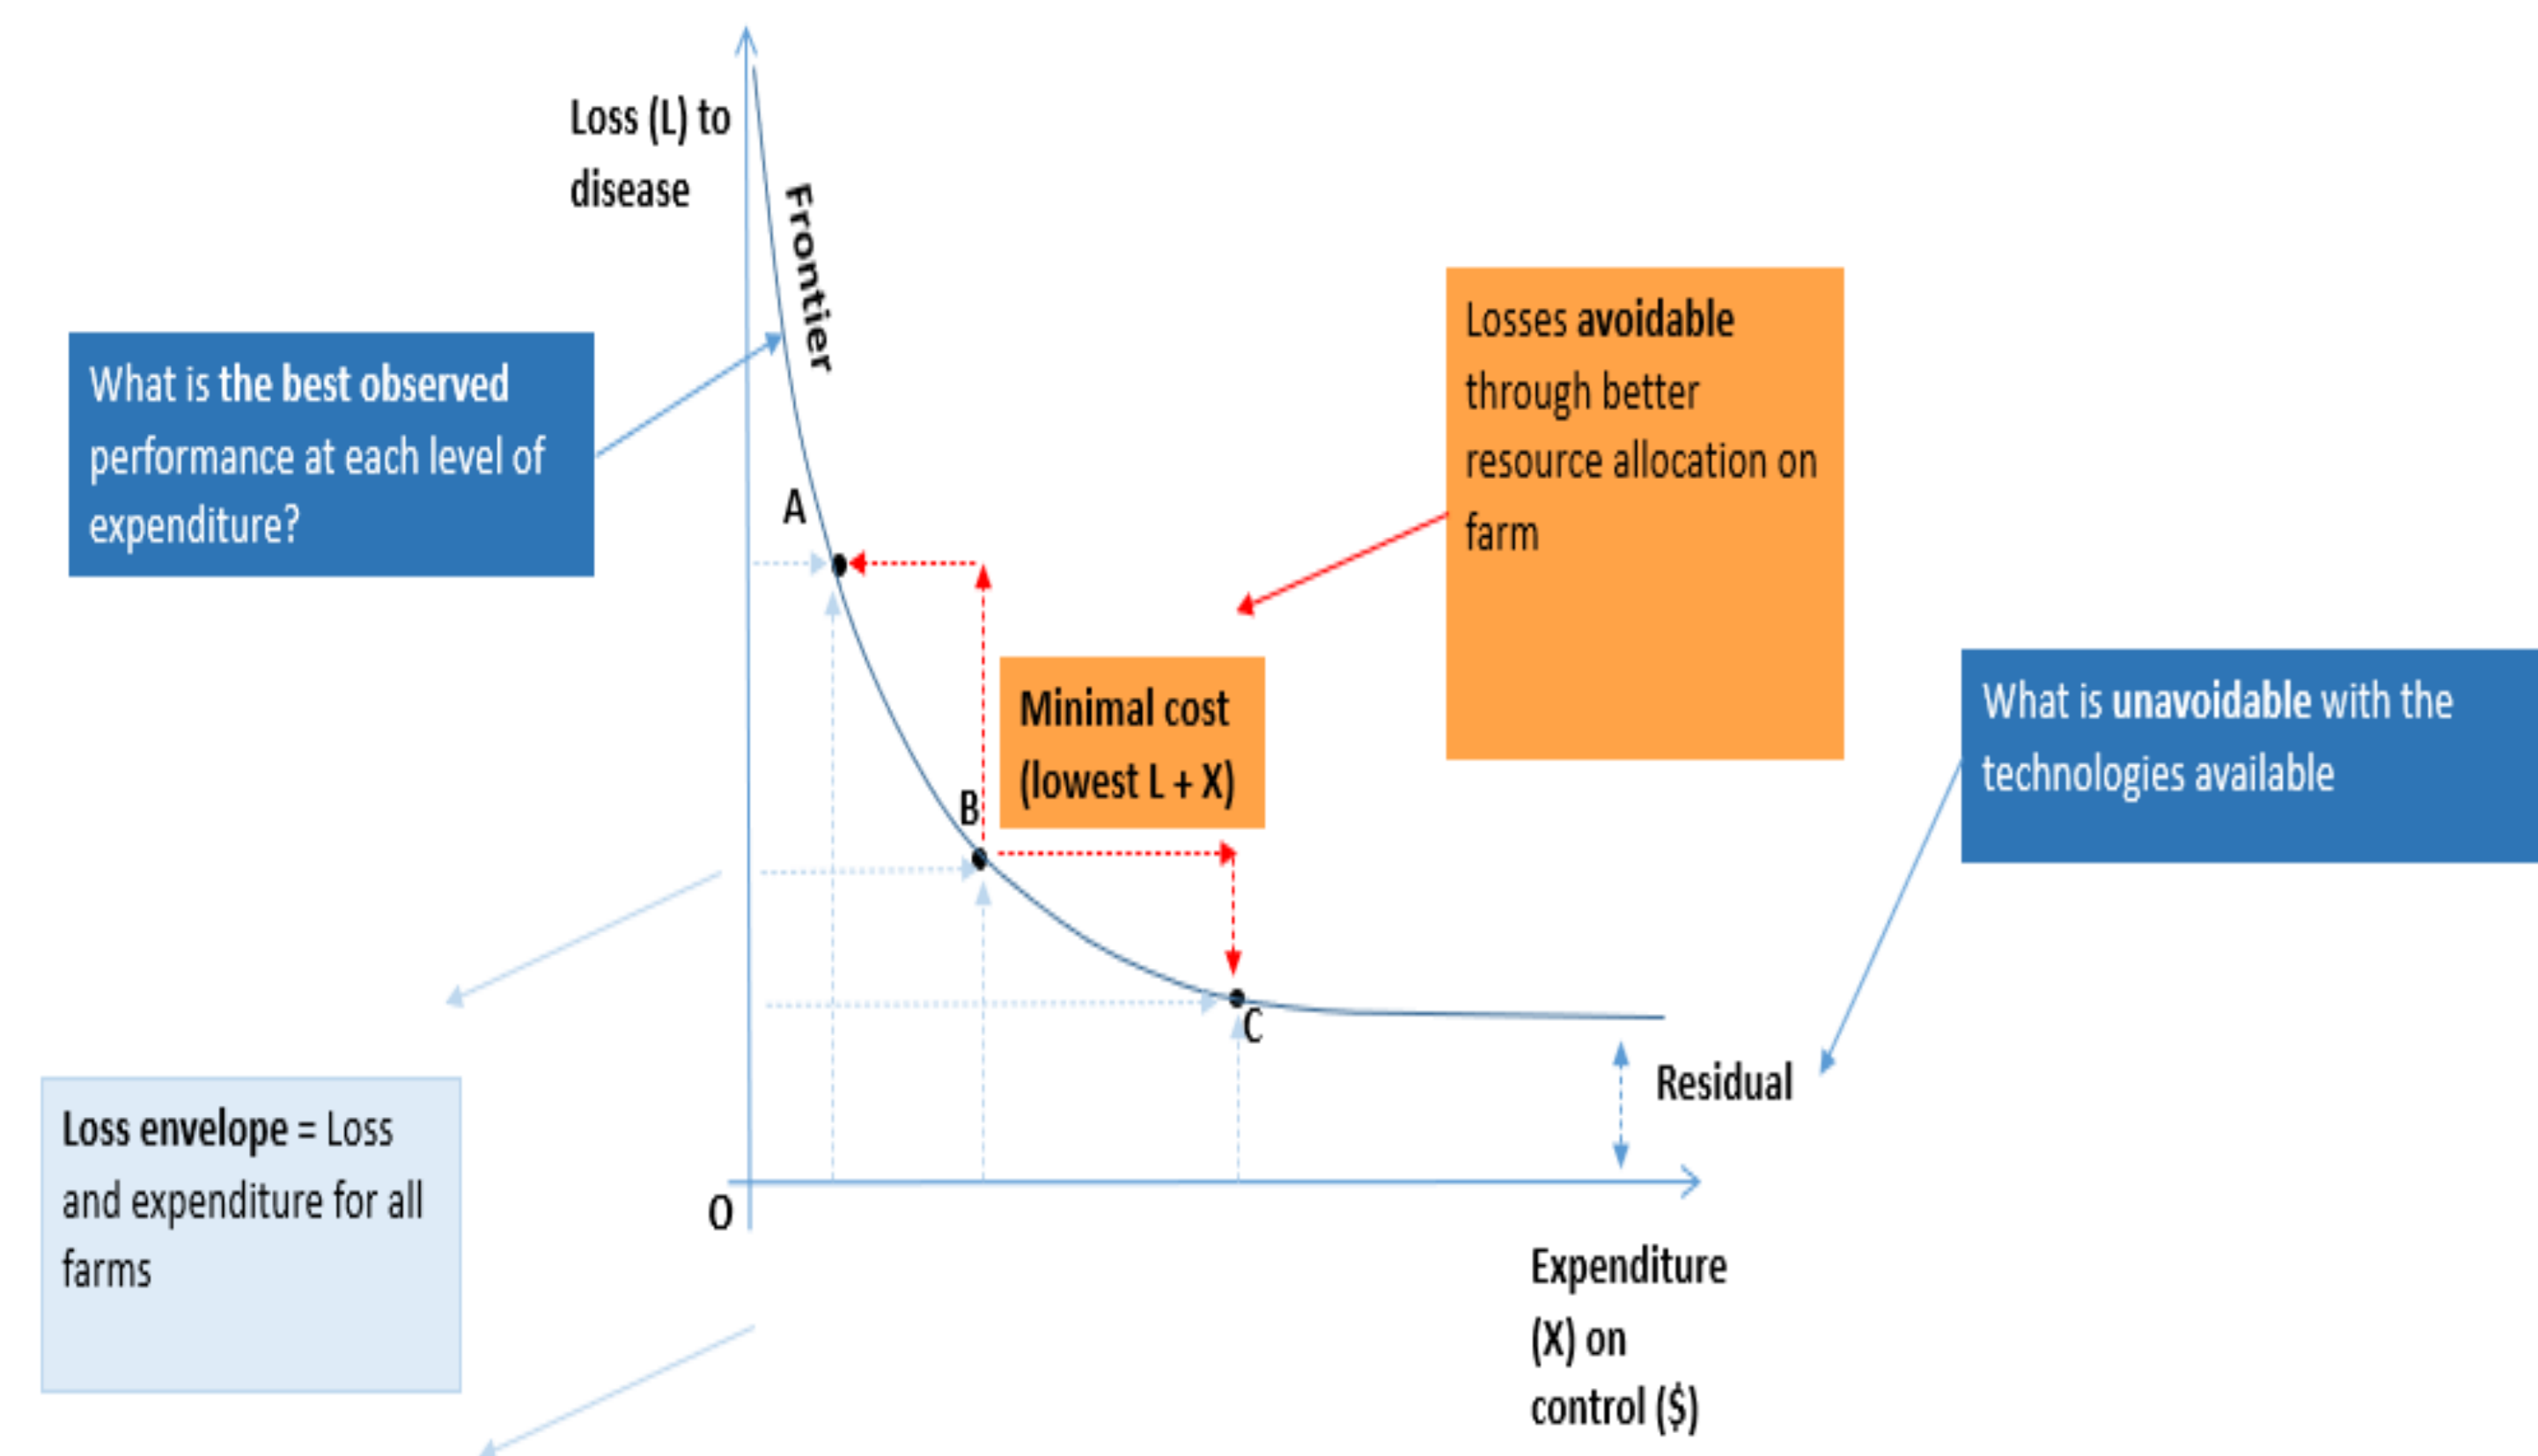 Loss (L) to
disease
Frontier
What is the best observed
performance at each level of
expenditure?
Losses avoidable
through better
resource allocation on
farm
A
Minimal cost
(lowest L + X)
B
What is unavoidable with the
technologies available
C
Residual
Loss envelope = Loss
and expenditure for all
farms
O
Expenditure
(X) on
control ($)